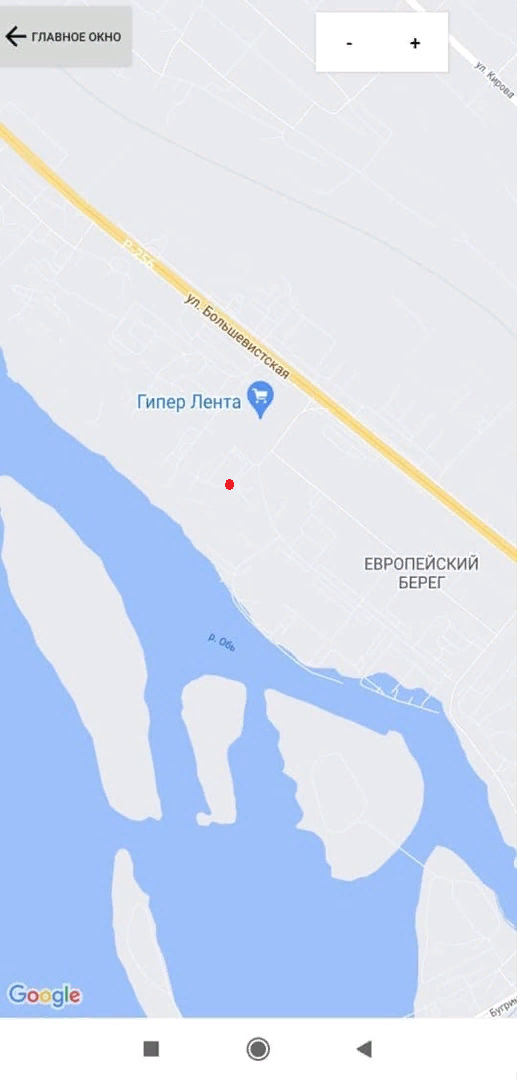 ГЛАВНОЕ ОКНО
- +
ул. Кирова
Р-256
ул. Большевистская
Гипер Лента
ЕВРОПЕЙСКИЙ
БЕРЕГ
р. Обь
Google